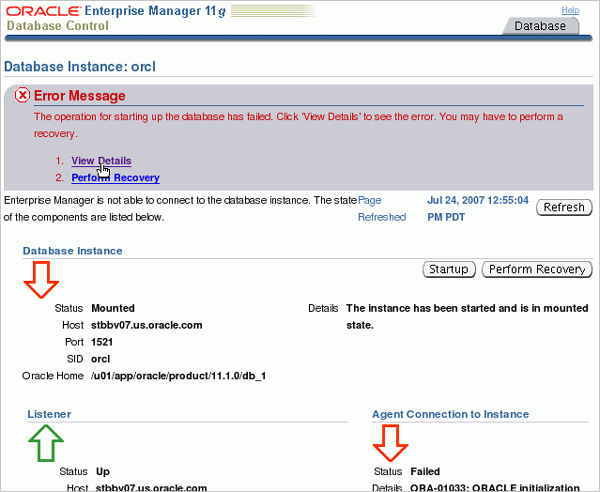 ORACLE Enterprise Manager 11g
Database Control
Help
Database
Database Instance: orcl
Error Message
The operation for starting up the database has failed. Click 'View Details' to see the error. You may have to perform a
recovery.
1. View Details
2. Perform Recovery
Enterprise Manager is not able to connect to the database instance. The state
of the components are listed below.
Page
Refreshed
Jul 24, 2007 12:55:04
PM PDT
Refresh
Database Instance
Startup
Perform Recovery
Status Mounted
Host stbbv07.us.oracle.com
Port 1521
SID orcl
Oracle Home /u01/app/oracle/product/11.1.0/db_1
Details The instance has been started and is in mounted
state.
Listener
Status Up
Host stbbv07.us.oracle.com
Agent Connection to Instance
Status Failed
Details ORA-01033: ORACLE initialization